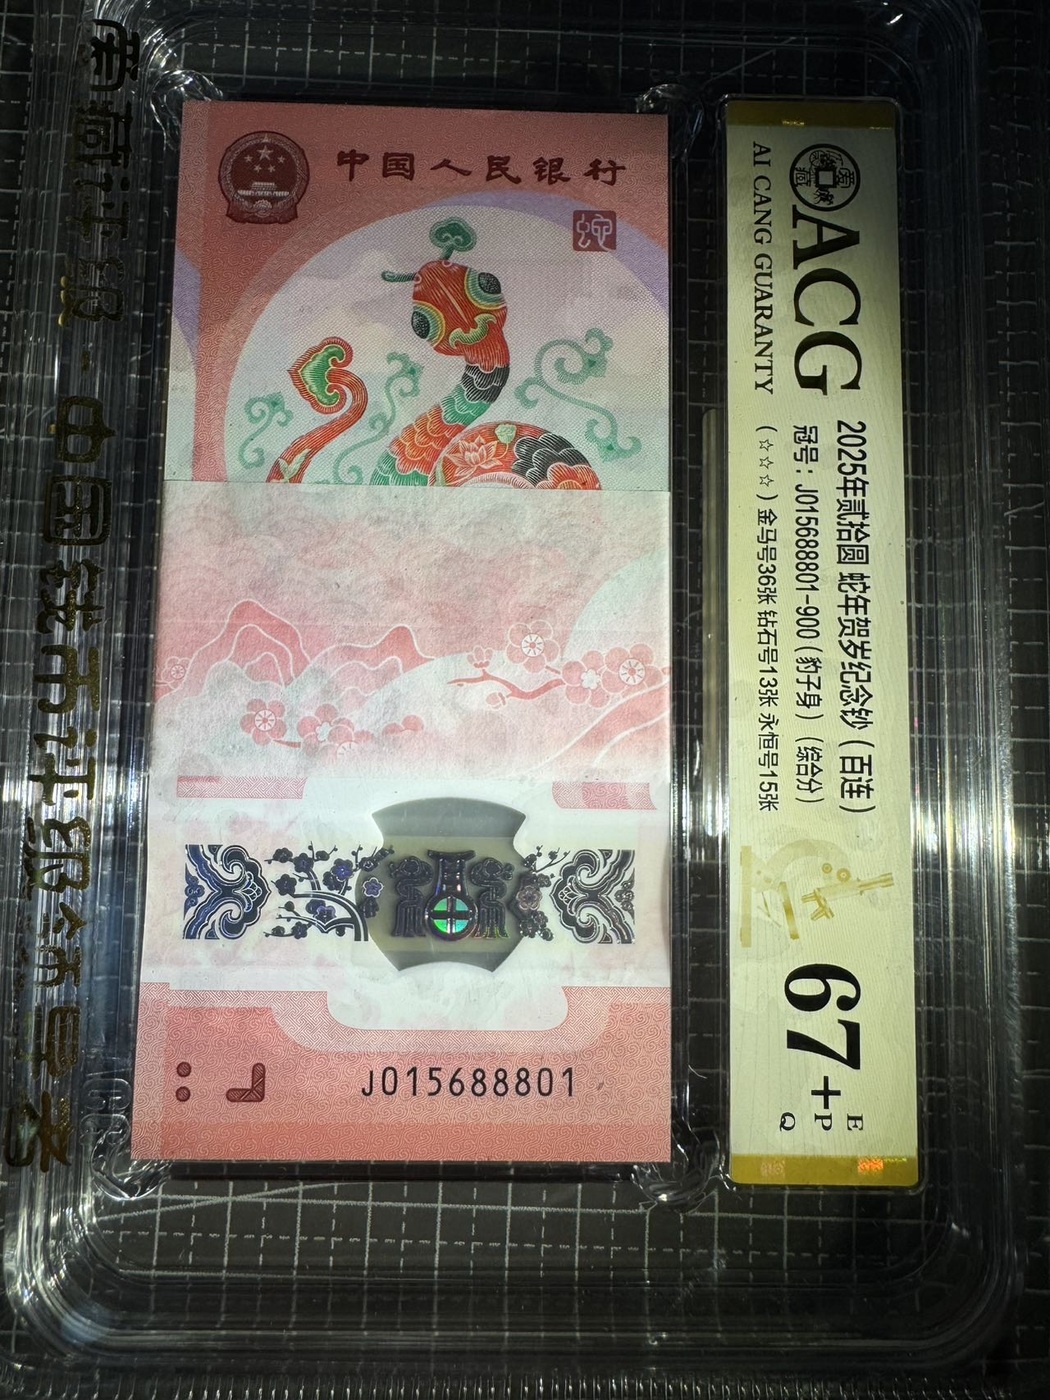 中国人民银行
J015688801
ACG
AI CANG GUARANTY
2025年贰拾圆 蛇年贺岁纪念钞（百连）
冠号：J015688801-900（豹子身）（综合分）
（☆☆☆）金马号36张 钻石号13张 永恒号15张
67+
E
P
Q